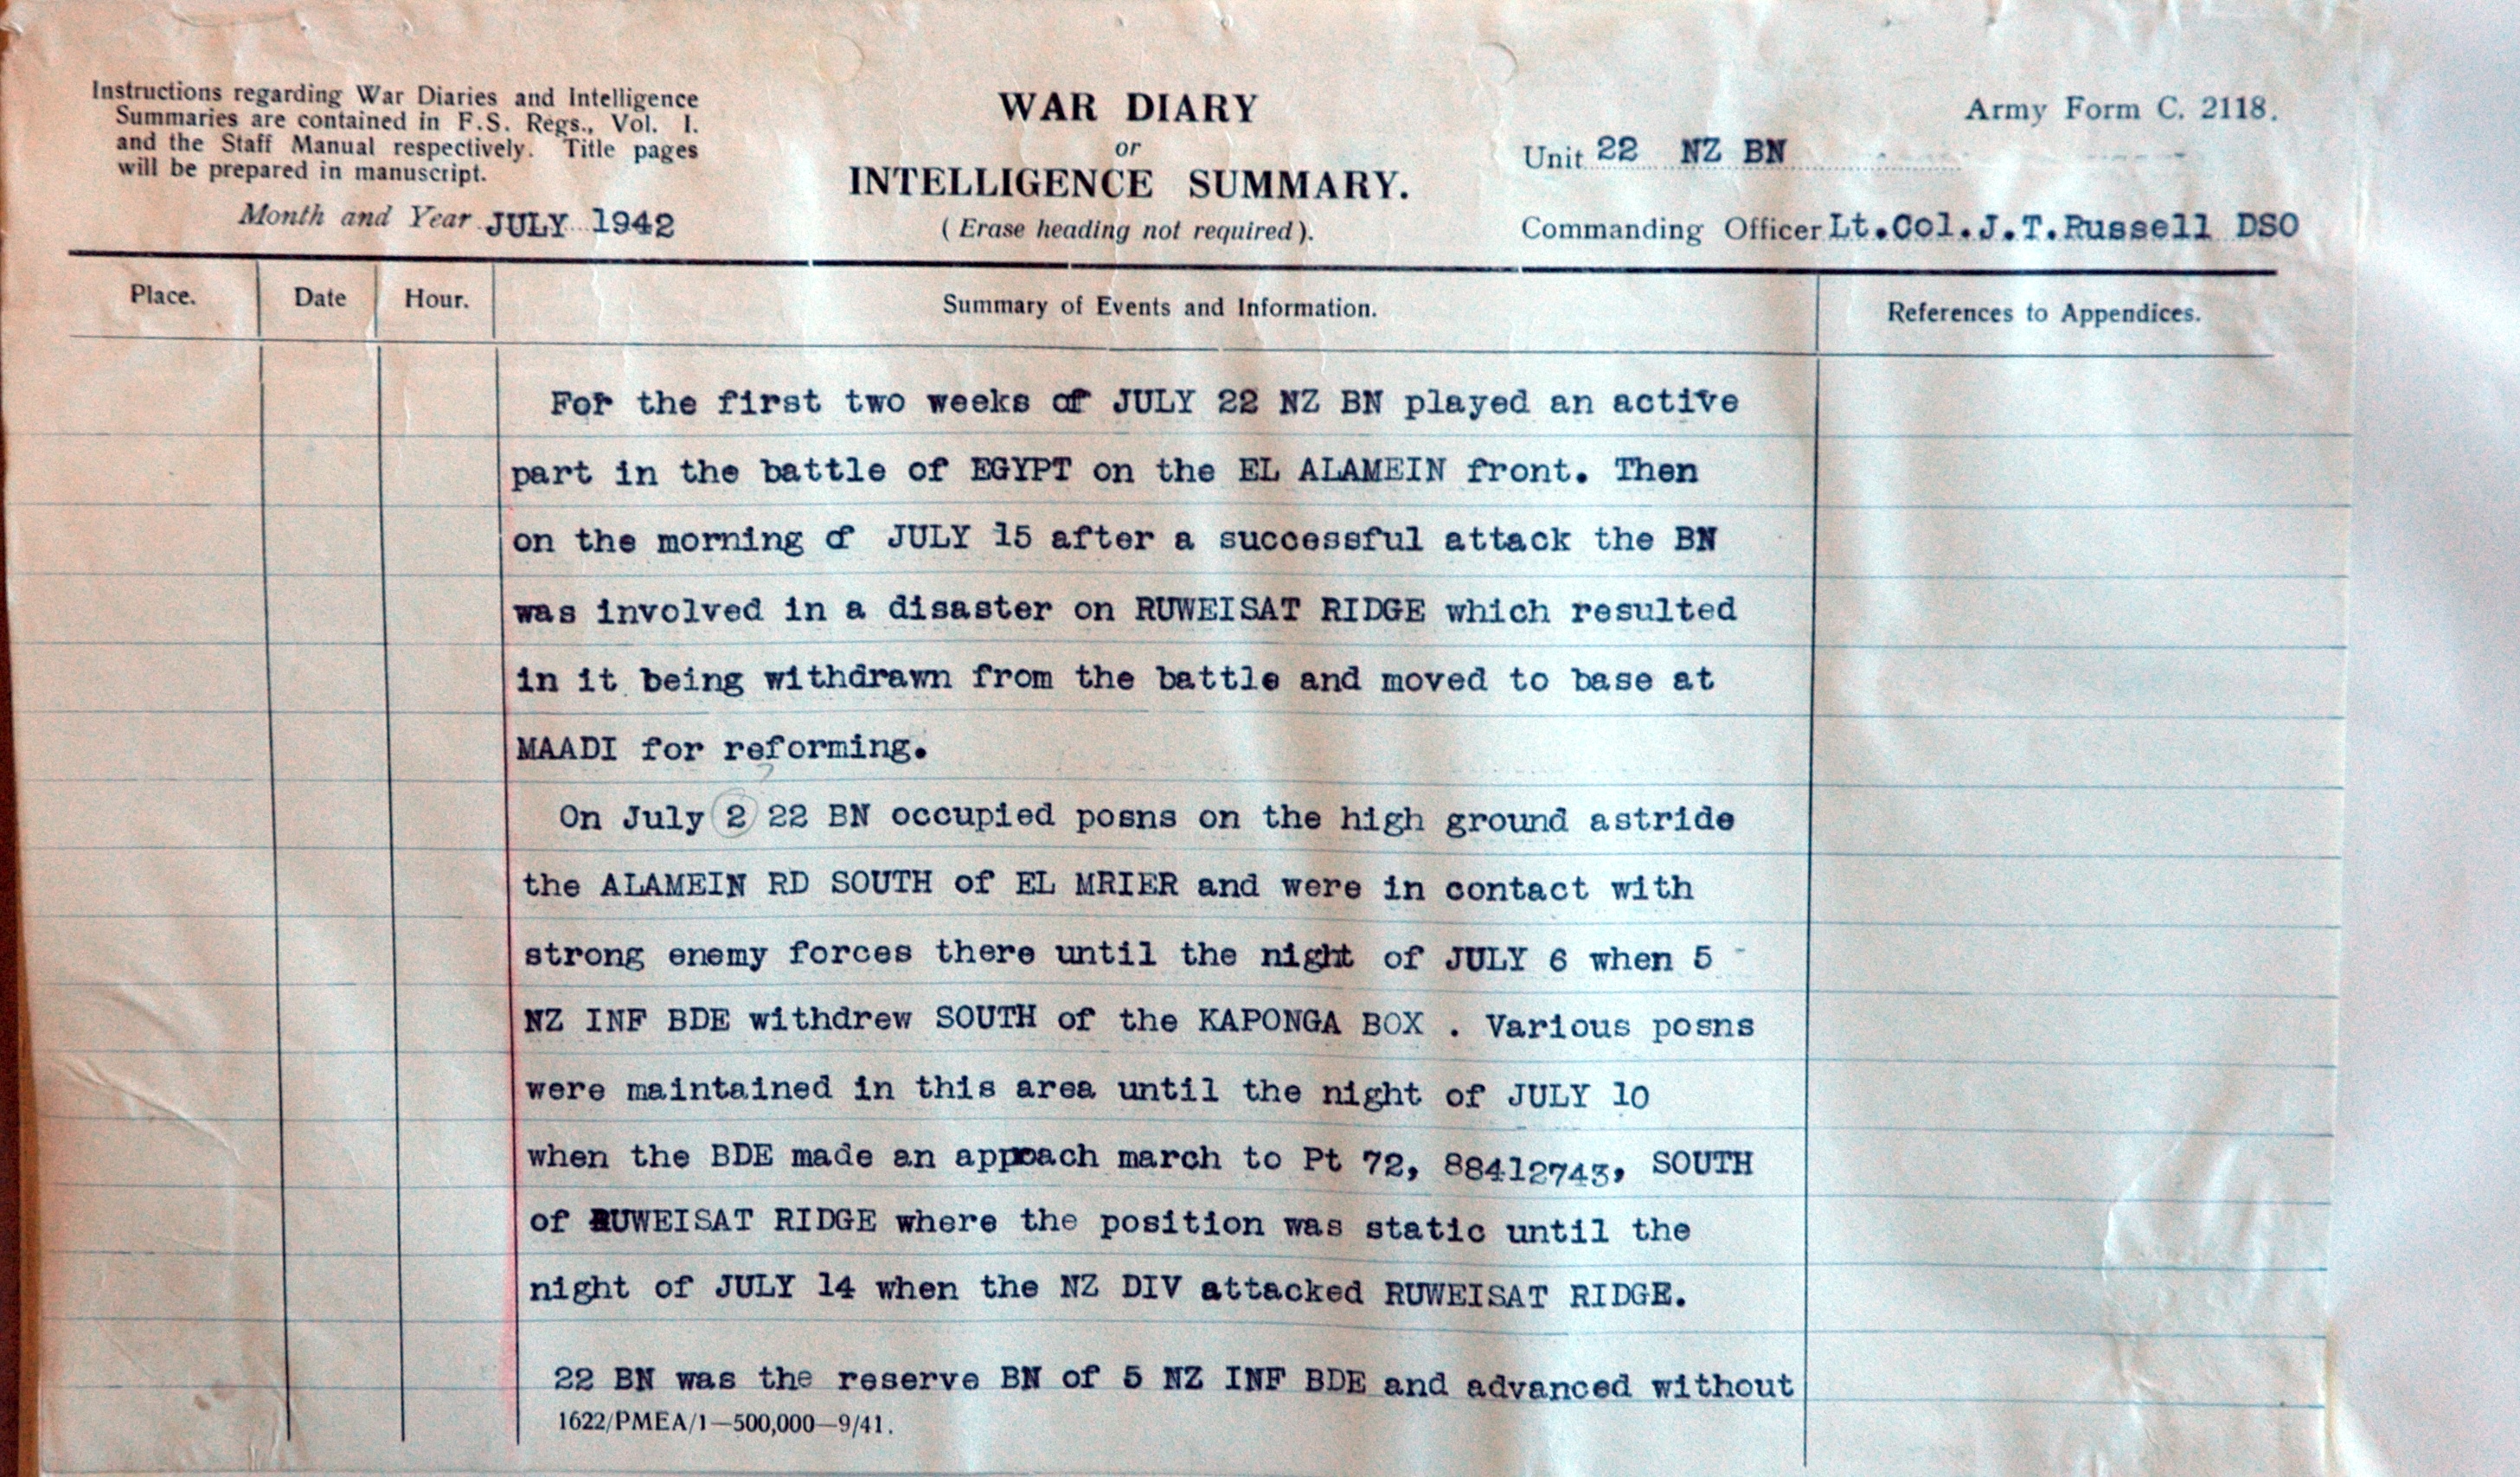 Instructions regarding War Diaries and Intelligence
Summaries are contained in F.S. Regs., Vol. I.
and the Staff Manual respectively. Title pages
will be prepared in manuscript.
Month and Year JULY 1942
WAR DIARY
or
INTELLIGENCE SUMMARY.
(Erase heading not required).
Army Form C. 2118.
Unit 22 NZ BN
Commanding Officer Lt.Col.J.T.Russell DSO
Place. Date Hour. Summary of Events and Information. References to Appendices.
For the first two weeks of JULY 22 NZ BN played an active
part in the battle of EGYPT on the EL ALAMEIN front. Then
on the morning of JULY 15 after a successful attack the BN
was involved in a disaster on RUWEISAT RIDGE which resulted
in it being withdrawn from the battle and moved to base at
MAADI for reforming.
On July 2 22 BN occupied posns on the high ground astride
the ALAMEIN RD SOUTH of EL MRIER and were in contact with
strong enemy forces there until the night of JULY 6 when 5
NZ INF BDE withdrew SOUTH of the KAPONGA BOX . Various posns
were maintained in this area until the night of JULY 10
when the BDE made an approach march to Pt 72, 88412743, SOUTH
of RUWEISAT RIDGE where the position was static until the
night of JULY 14 when the NZ DIV attacked RUWEISAT RIDGE.
22 BN was the reserve BN of 5 NZ INF BDE and advanced without
1622/PMEA/1—500,000—9/41.